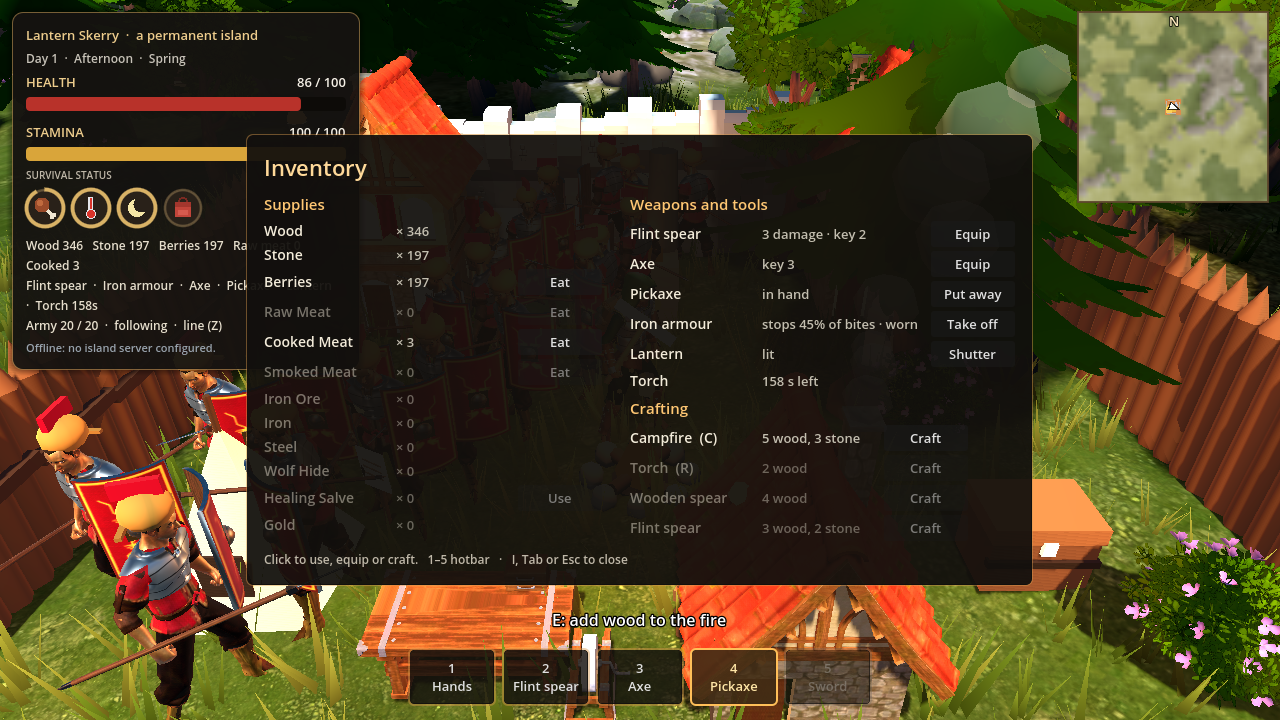 Lantern Skerry · a permanent island
Day 1 · Afternoon · Spring
HEALTH 86 / 100
STAMINA 100 / 100
SURVIVAL STATUS
Wood 346 Stone 197 Berries 197 Raw meat 0
Cooked 3
Flint spear · Iron armour · Axe · Pickaxe · Lantern
· Torch 158s
Army 20 / 20 · following · line (Z)
Offline: no island server configured.
N
Inventory
Supplies
Wood × 346
Stone × 197
Berries × 197 Eat
Raw Meat × 0 Eat
Cooked Meat × 3 Eat
Smoked Meat × 0 Eat
Iron Ore × 0
Iron × 0
Steel × 0
Wolf Hide × 0
Healing Salve × 0 Use
Gold × 0
Weapons and tools
Flint spear 3 damage · key 2 Equip
Axe key 3 Equip
Pickaxe in hand Put away
Iron armour stops 45% of bites · worn Take off
Lantern lit Shutter
Torch 158 s left
Crafting
Campfire (C) 5 wood, 3 stone Craft
Torch (R) 2 wood Craft
Wooden spear 4 wood Craft
Flint spear 3 wood, 2 stone Craft
Click to use, equip or craft. 1–5 hotbar · I, Tab or Esc to close
E: add wood to the fire
1 Hands
2 Flint spear
3 Axe
4 Pickaxe
5 Sword